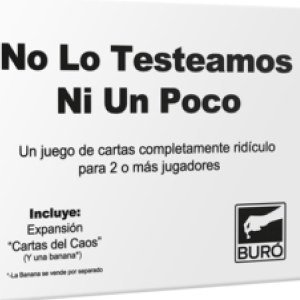 No Lo Testeamos
Ni Un Poco
Un juego de cartas completamente ridículo
para 2 o más jugadores
Incluye:
Expansión
“Cartas del Caos”
(Y una banana*)
*-La Banana se vende por separado
BURÓ